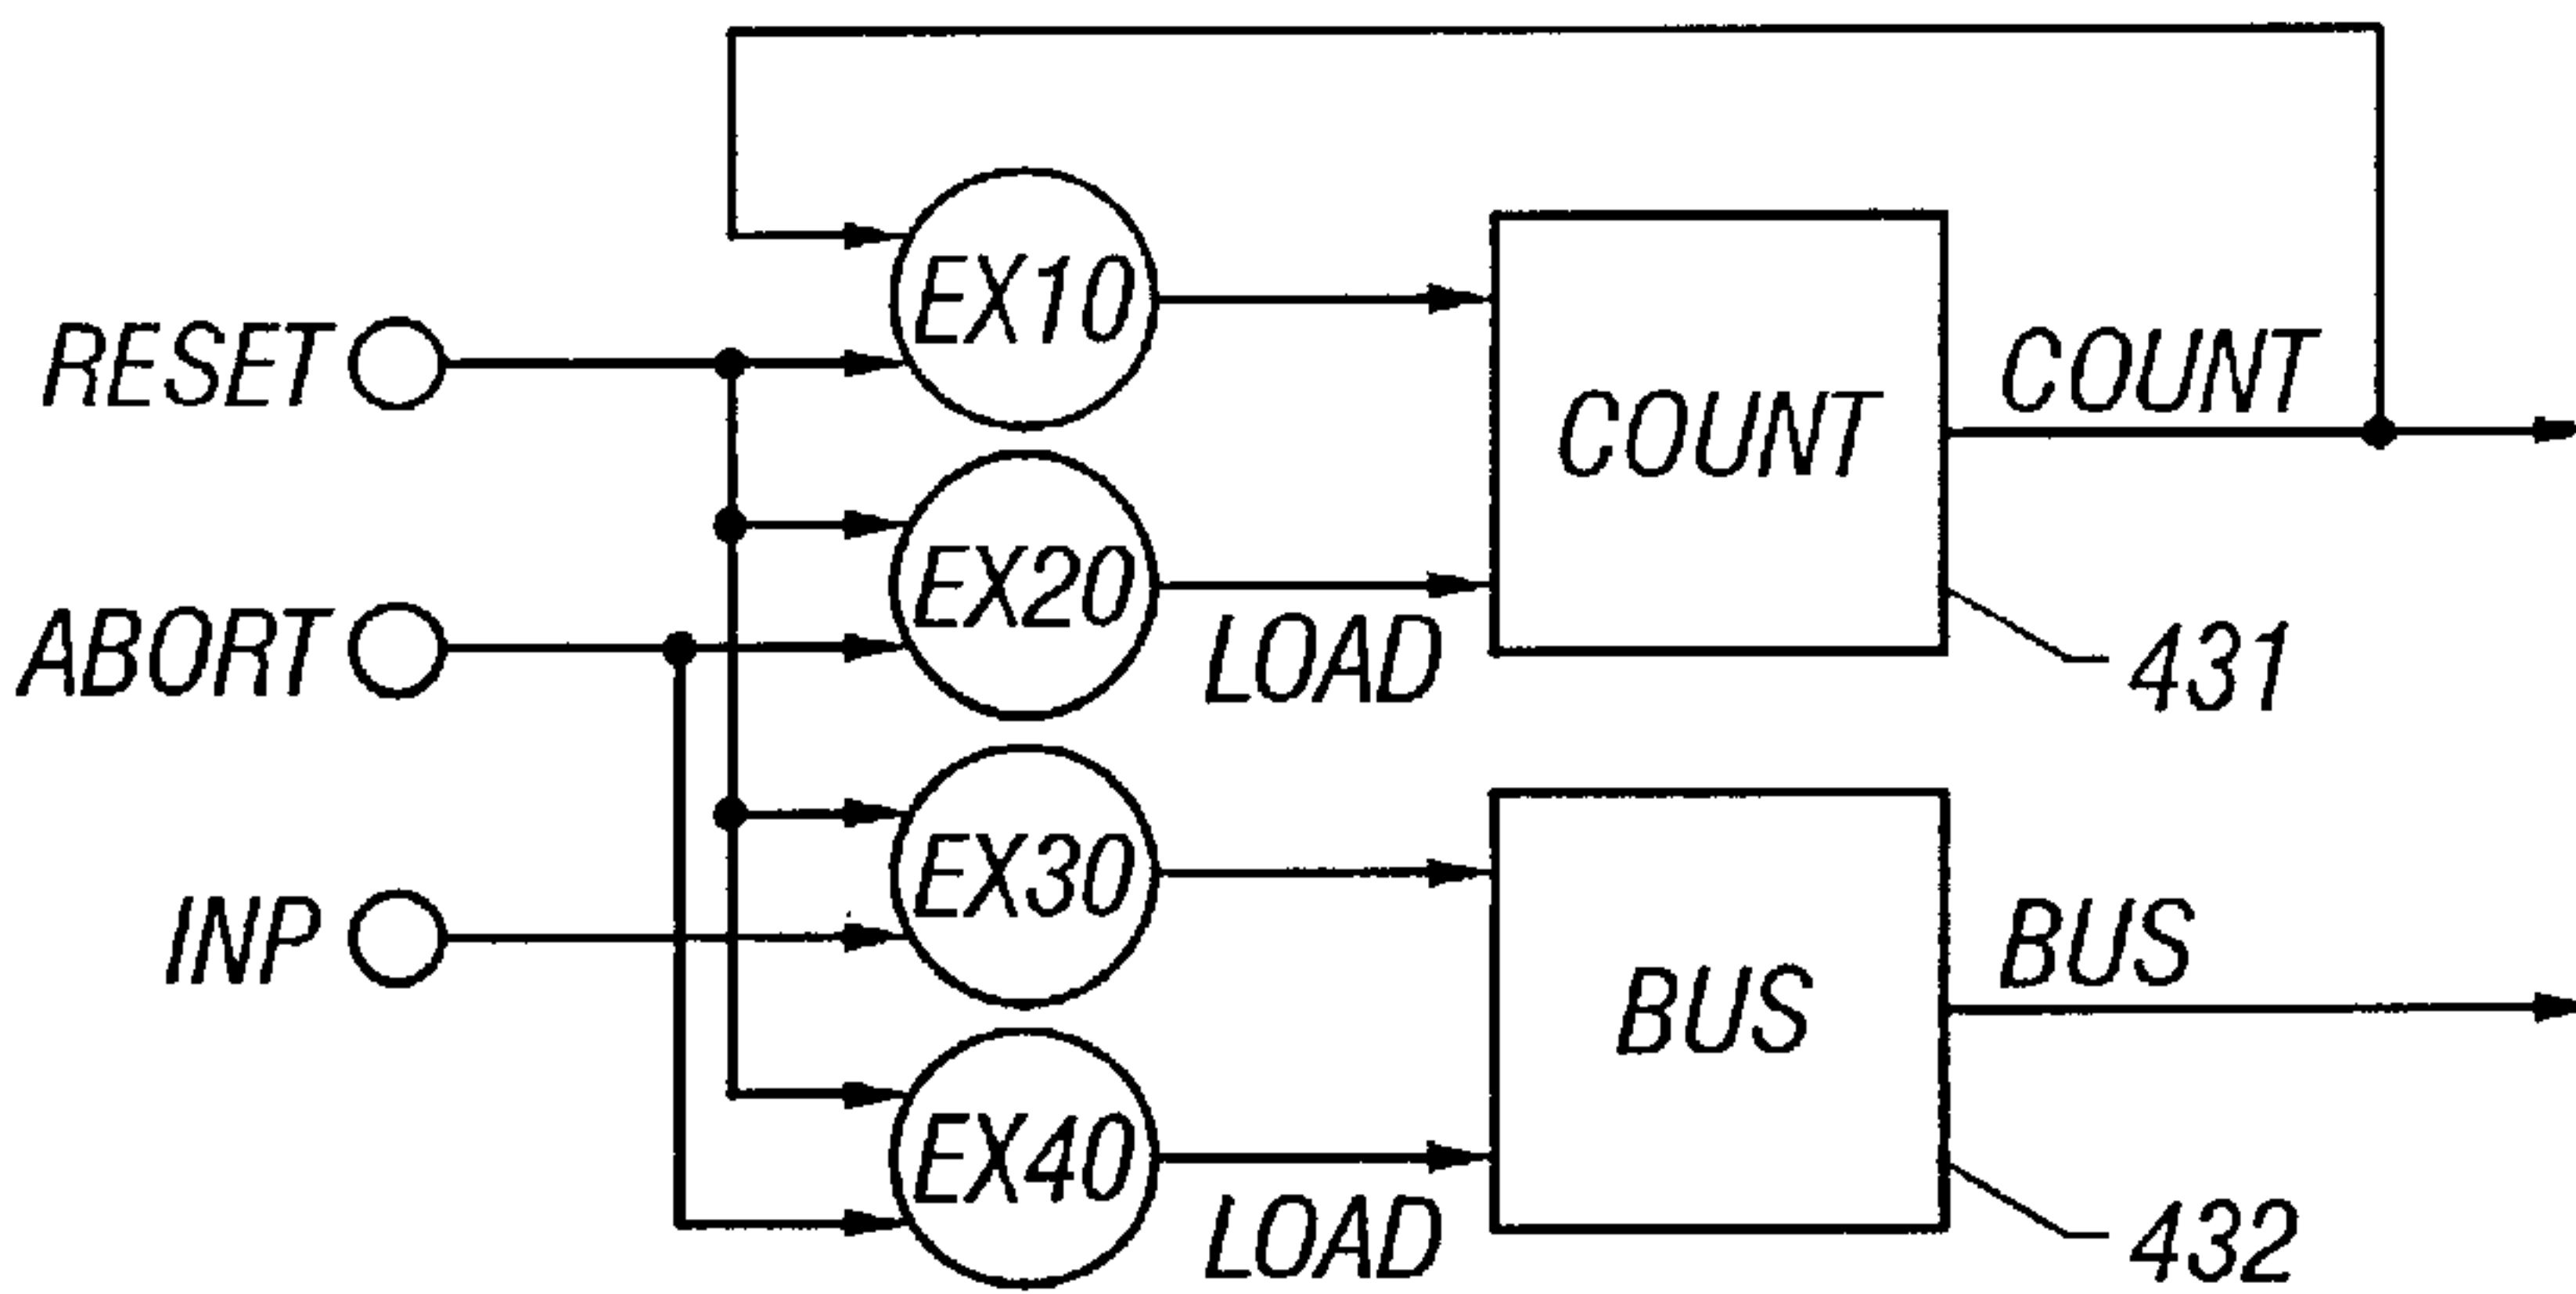 EX10
RESET
COUNT
COUNT
EX20
ABORT
LOAD
431
EX30
INP
BUS
BUS
EX40
LOAD
432